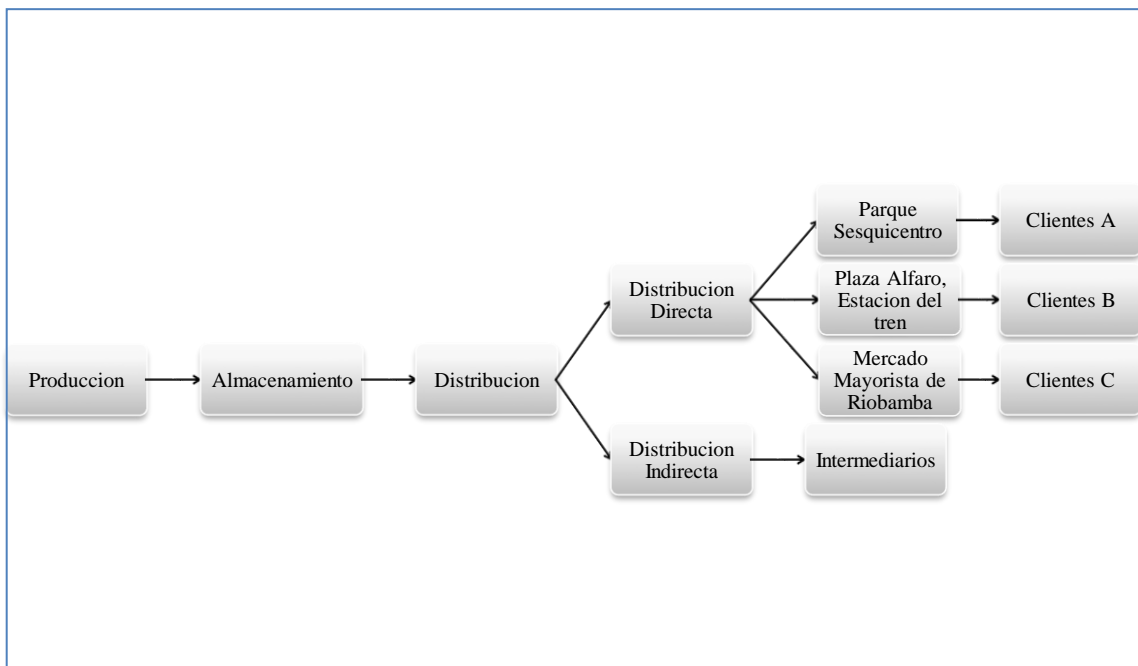 Produccion
Almacenamiento
Distribucion
Distribucion
Directa
Parque
Sesquicentro
Clientes A
Plaza Alfaro,
Estacion del
tren
Clientes B
Mercado
Mayorista de
Riobamba
Clientes C
Distribucion
Indirecta
Intermediarios